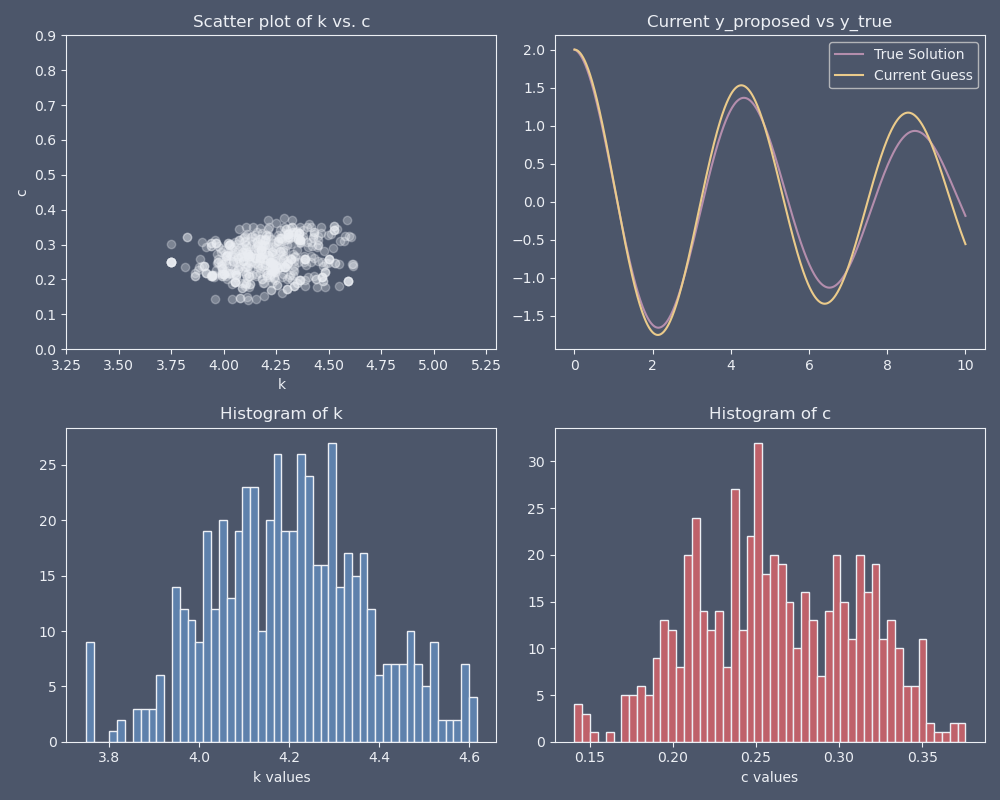 Scatter plot of k vs. c
0.9
0.8
0.7
0.6
0.5
0.4
0.3
0.2
0.1
0.0
c
3.25 3.50 3.75 4.00 4.25 4.50 4.75 5.00 5.25
k
Current y_proposed vs y_true
True Solution
Current Guess
2.0
1.5
1.0
0.5
0.0
−0.5
−1.0
−1.5
0 2 4 6 8 10
Histogram of k
25
20
15
10
5
0
3.8 4.0 4.2 4.4 4.6
k values
Histogram of c
30
25
20
15
10
5
0
0.15 0.20 0.25 0.30 0.35
c values